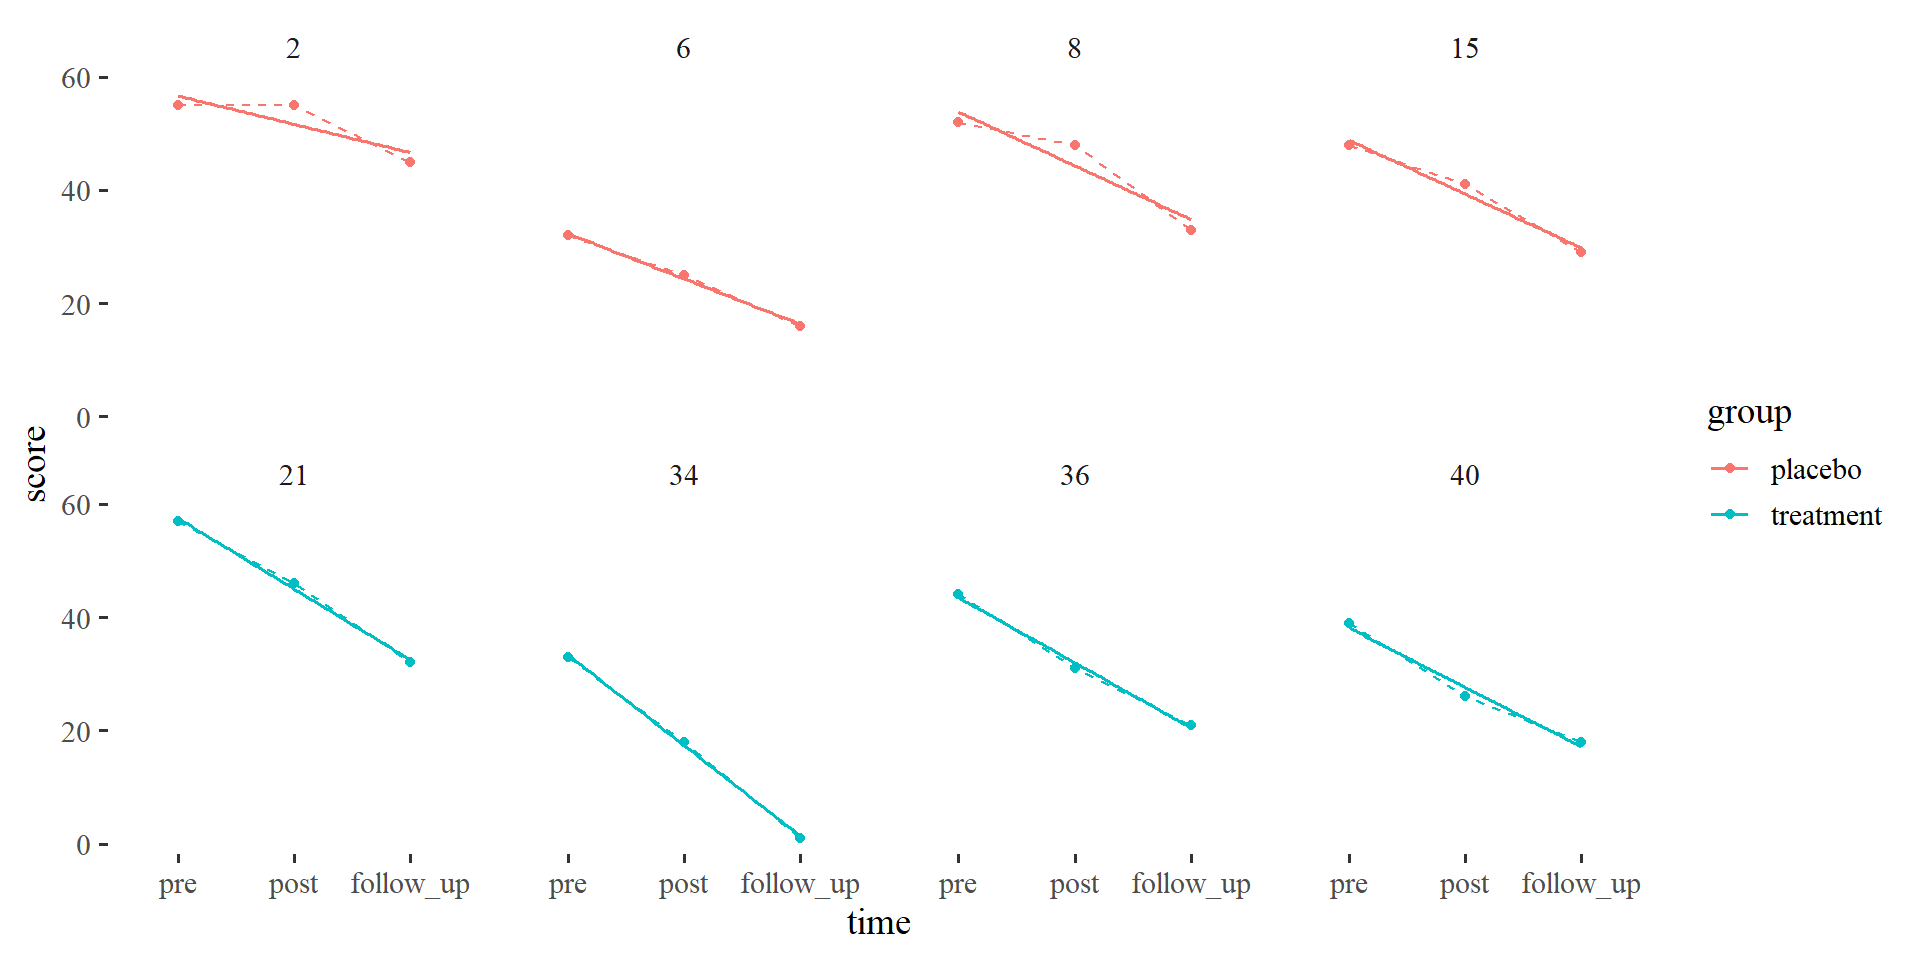 2 6 8 15
60
40
20
0
score
21 34 36 40
60
40
20
0
pre post follow_up pre post follow_up pre post follow_up pre post follow_up
time
group
placebo
treatment